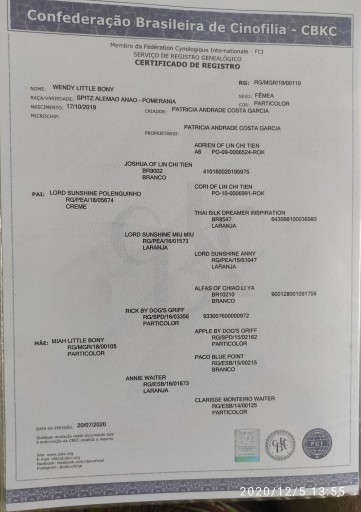 Confederação Brasileira de Cinofilia - CBKC
Membro da Fédération Cynologique Internationale - FCI
SERVIÇO DE REGISTRO GENEALÓGICO
CERTIFICADO DE REGISTRO
RG: RG/MGR/19/00119
NOME: WENDY LITTLE BONY
SEXO: FÊMEA
RAÇA/VARIEDADE: SPITZ ALEMAO ANAO - POMERANIA
COR: PARTICOLOR
NASCIMENTO: 17/10/2019
CRIADOR: PATRICIA ANDRADE COSTA GARCIA
MICROCHIP:
PROPRIETÁRIO: PATRICIA ANDRADE COSTA GARCIA
ADRIEN OF LIN CHI TIEN
A6 PO-09-0006524-ROK
JOSHUA OF LIN CHI TIEN
BR9002 410160020195975
BRANCO
CORI OF LIN CHI TIEN
PO-10-0006991-ROK
PAI: LORD SUNSHINE POLENGUINHO
RG/PEA/18/05674
CREME
THAI SILK DREAMER INSPIRATION
BR8547 643098100036980
LARANJA
LORD SUNSHINE MIU MIU
RG/PEA/16/01573
LARANJA
LORD SUNSHINE ANNY
RG/PEA/15/01047
LARANJA
ALFAS OF CHIAO LI YA
BR10210 900128001081756
BRANCO
RICK BY DOG'S GRIFF
RG/SPD/16/03356 933007600000972
PARTICOLOR
APPLE BY DOG'S GRIFF
RG/SPD/15/02162
PARTICOLOR
MÃE: MIAH LITTLE BONY
RG/MGR/18/00105
PARTICOLOR
PACO BLUE POINT
RG/ESB/15/00215
BRANCO
ANNIE WAITER
RG/ESB/16/01673
LARANJA
CLARISSE MONTEIRO WAITER
RG/ESB/14/00125
PARTICOLOR
DATA DA EMISSÃO: 20/07/2020
2020/12/5 13:55